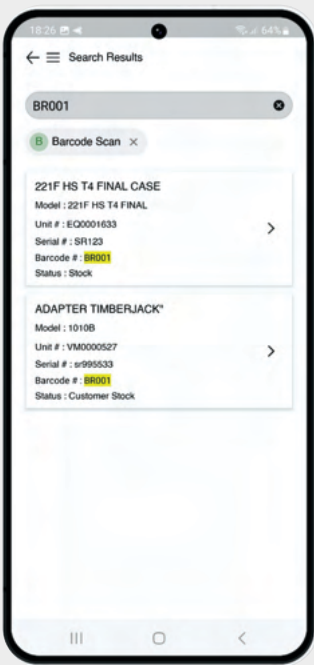 18:26 64%
Search Results
BR001
B Barcode Scan ×
221F HS T4 FINAL CASE
Model : 221F HS T4 FINAL
Unit # : EQ0001633
Serial # : SR123
Barcode # : BR001
Status : Stock
ADAPTER TIMBERJACK"
Model : 1010B
Unit # : VM0000527
Serial # : sr995533
Barcode # : BR001
Status : Customer Stock